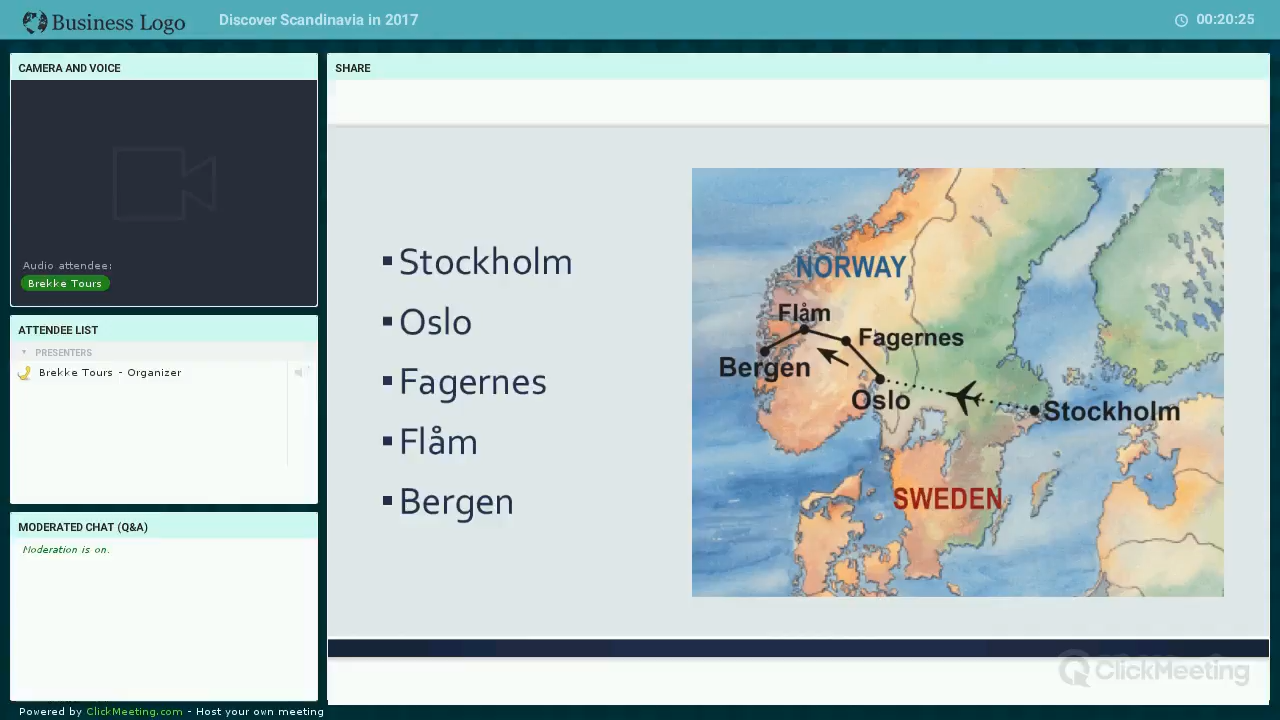 Business Logo
Discover Scandinavia in 2017
00:20:25
CAMERA AND VOICE
Audio attendee:
Brekke Tours
ATTENDEE LIST
PRESENTERS
Brekke Tours - Organizer
MODERATED CHAT (Q&A)
Moderation is on.
SHARE
▪Stockholm
▪Oslo
▪Fagernes
▪Flåm
▪Bergen
NORWAY
Flåm
Fagernes
Bergen
Oslo
Stockholm
SWEDEN
ClickMeeting
Powered by ClickMeeting.com - Host your own meeting